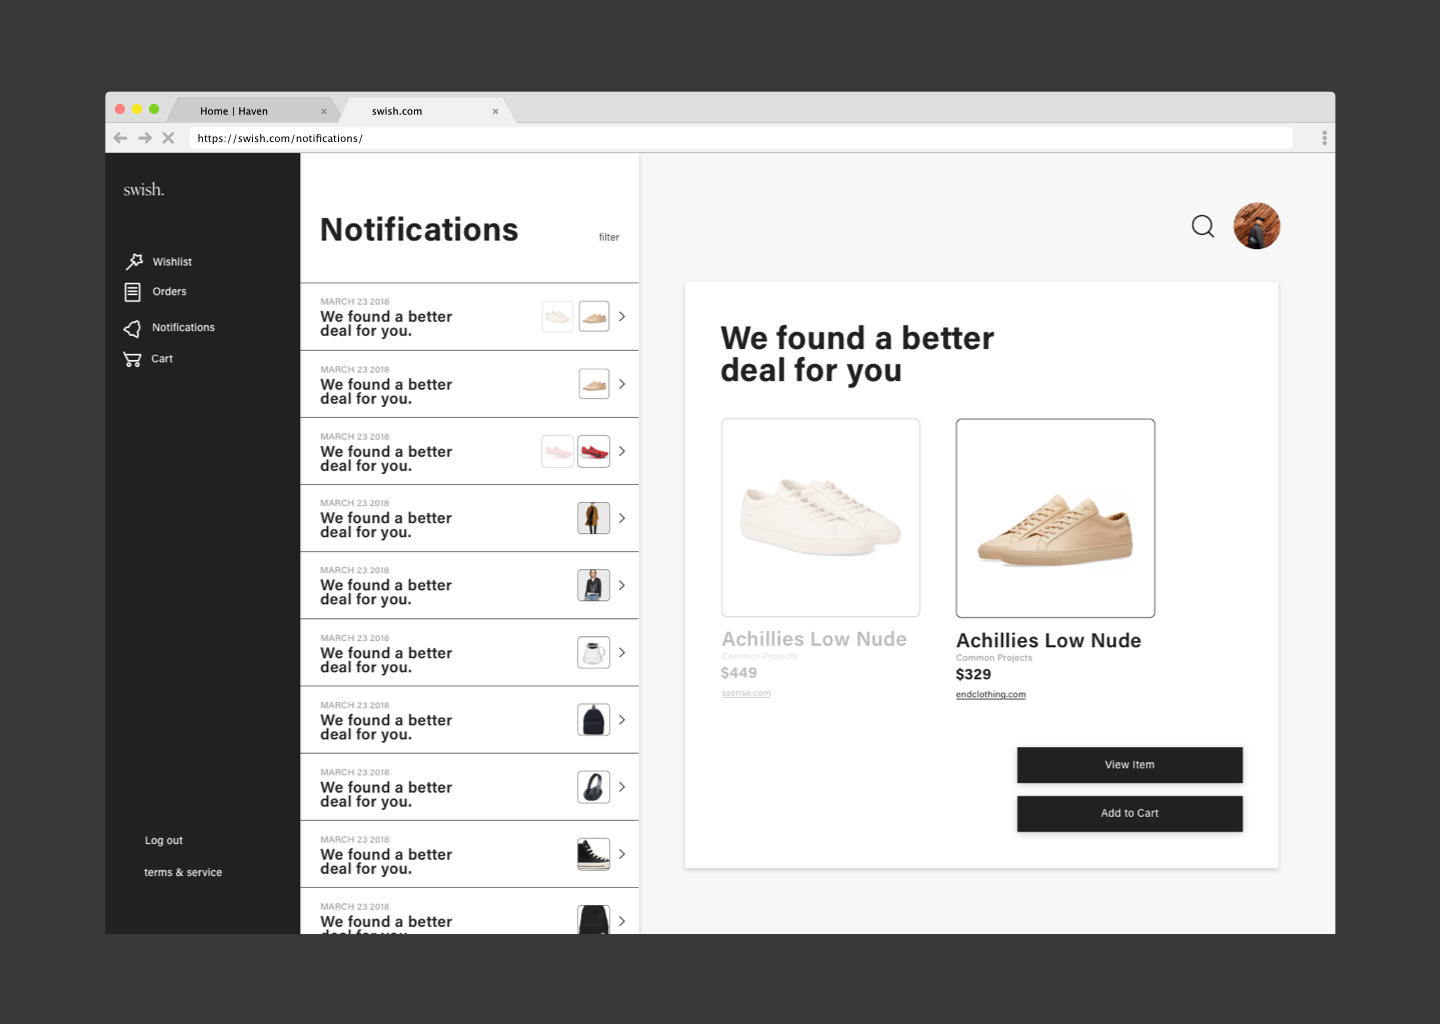 Home | Haven
swish.com
https://swish.com/notifications/
swish.
Wishlist
Orders
Notifications
Cart
Log out
terms & service
Notifications
filter
MARCH 23 2018
We found a better
deal for you.
MARCH 23 2018
We found a better
deal for you.
MARCH 23 2018
We found a better
deal for you.
MARCH 23 2018
We found a better
deal for you.
MARCH 23 2018
We found a better
deal for you.
MARCH 23 2018
We found a better
deal for you.
MARCH 23 2018
We found a better
deal for you.
MARCH 23 2018
We found a better
deal for you.
MARCH 23 2018
We found a better
deal for you.
MARCH 23 2018
We found a better
deal for you.
We found a better
deal for you
Achillies Low Nude
Common Projects
$449
ssense.com
Achillies Low Nude
Common Projects
$329
endclothing.com
View Item
Add to Cart